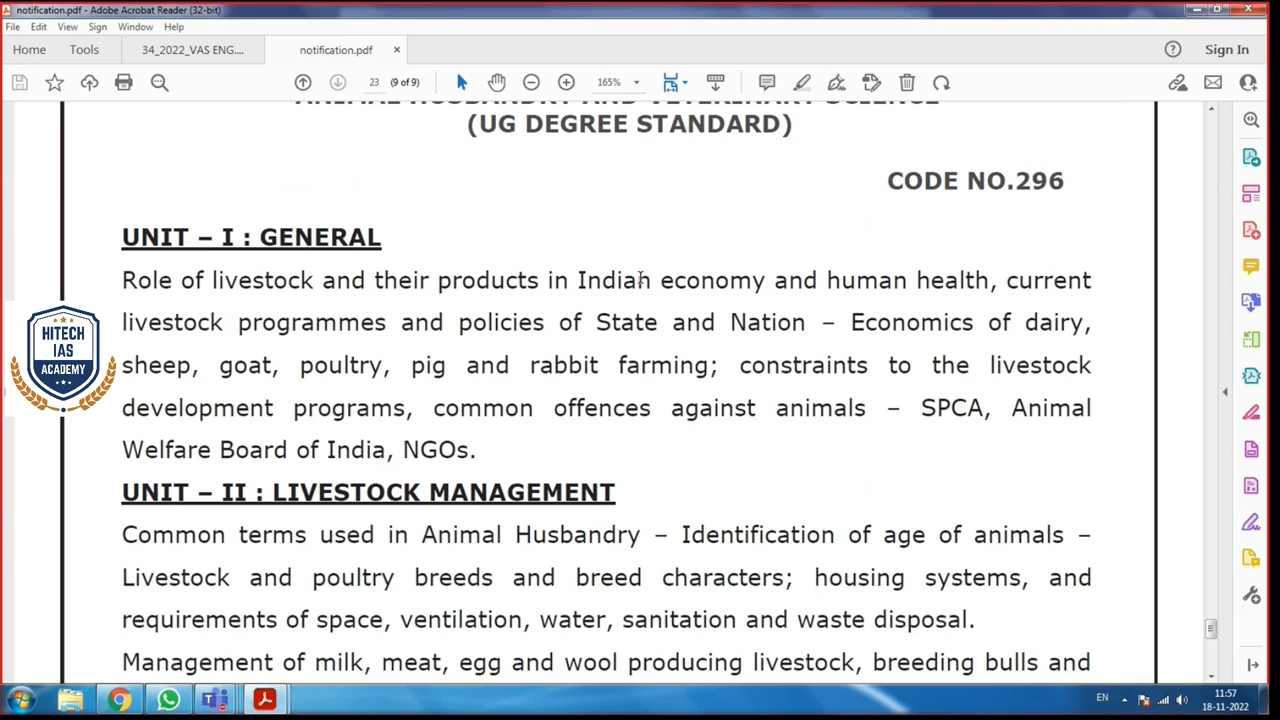 notification.pdf - Adobe Acrobat Reader (32-bit)
File Edit View Sign Window Help
Home Tools 34_2022_VAS ENG.... notification.pdf × Sign In
23 (9 of 9) 165%
ANIMAL HUSBANDRY AND VETERINARY SCIENCE
(UG DEGREE STANDARD)
CODE NO.296
UNIT – I : GENERAL
Role of livestock and their products in Indian economy and human health, current
livestock programmes and policies of State and Nation – Economics of dairy,
sheep, goat, poultry, pig and rabbit farming; constraints to the livestock
development programs, common offences against animals – SPCA, Animal
Welfare Board of India, NGOs.
UNIT – II : LIVESTOCK MANAGEMENT
Common terms used in Animal Husbandry – Identification of age of animals –
Livestock and poultry breeds and breed characters; housing systems, and
requirements of space, ventilation, water, sanitation and waste disposal.
Management of milk, meat, egg and wool producing livestock, breeding bulls and
HITECH
IAS
ACADEMY
EN 11:57
18-11-2022